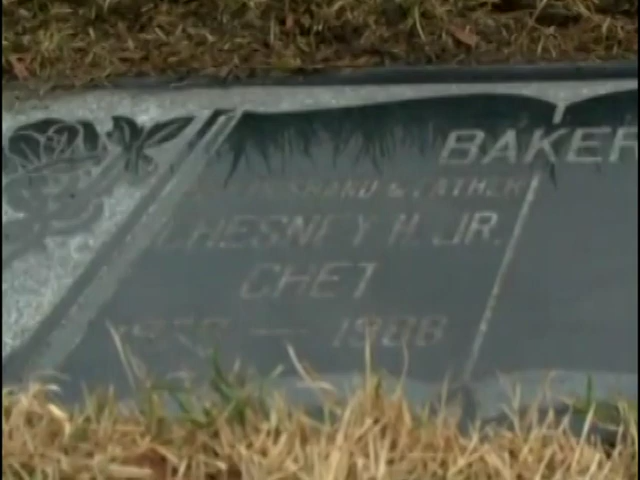 BAKER
HUSBAND & FATHER
CHESNEY H. JR.
CHET
— 1988